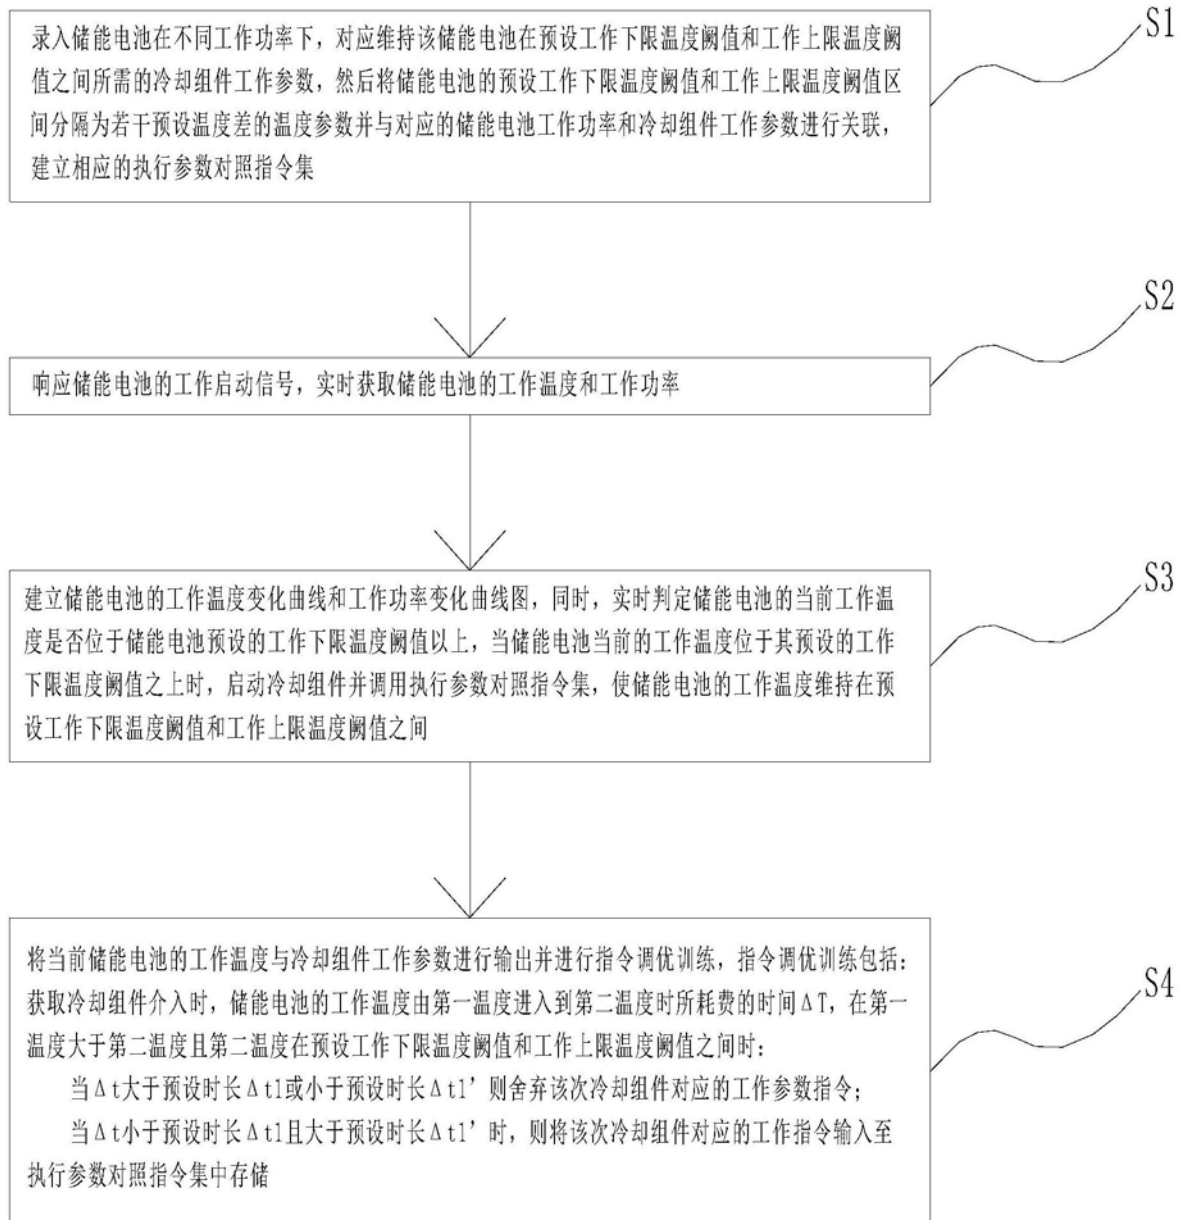 S1
录入储能电池在不同工作功率下，对应维持该储能电池在预设工作下限温度阈值和工作上限温度阈
值之间所需的冷却组件工作参数，然后将储能电池的预设工作下限温度阈值和工作上限温度阈值区
间分隔为若干预设温度差的温度参数并与对应的储能电池工作功率和冷却组件工作参数进行关联，
建立相应的执行参数对照指令集
S2
响应储能电池的工作启动信号，实时获取储能电池的工作温度和工作功率
S3
建立储能电池的工作温度变化曲线和工作功率变化曲线图，同时，实时判定储能电池的当前工作温
度是否位于储能电池预设的工作下限温度阈值以上，当储能电池当前的工作温度位于其预设的工作
下限温度阈值之上时，启动冷却组件并调用执行参数对照指令集，使储能电池的工作温度维持在预
设工作下限温度阈值和工作上限温度阈值之间
S4
将当前储能电池的工作温度与冷却组件工作参数进行输出并进行指令调优训练，指令调优训练包括：
获取冷却组件介入时，储能电池的工作温度由第一温度进入到第二温度时所耗费的时间ΔT，在第一
温度大于第二温度且第二温度在预设工作下限温度阈值和工作上限温度阈值之间时：
当Δt大于预设时长Δt1或小于预设时长Δt1’则舍弃该次冷却组件对应的工作参数指令；
当Δt小于预设时长Δt1且大于预设时长Δt1’时，则将该次冷却组件对应的工作指令输入至
执行参数对照指令集中存储